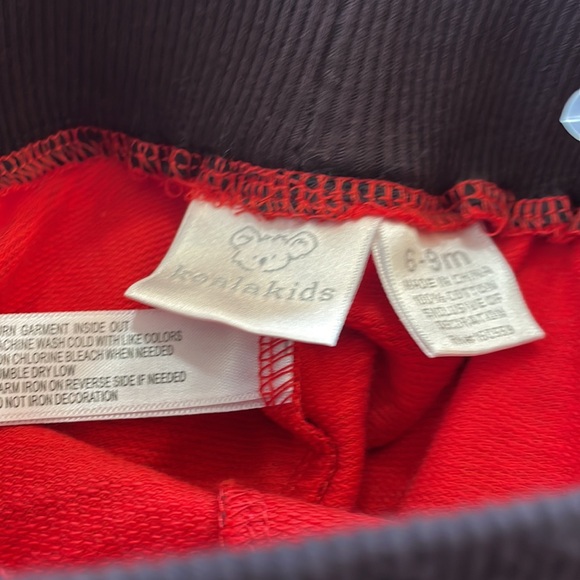 koalakids
6-9m
MADE IN CHINA
100% COTTON
EXCLUSIVE OF
DECORATION
URN GARMENT INSIDE OUT
ACHINE WASH COLD WITH LIKE COLORS
ON CHLORINE BLEACH WHEN NEEDED
UMBLE DRY LOW
ARM IRON ON REVERSE SIDE IF NEEDED
O NOT IRON DECORATION